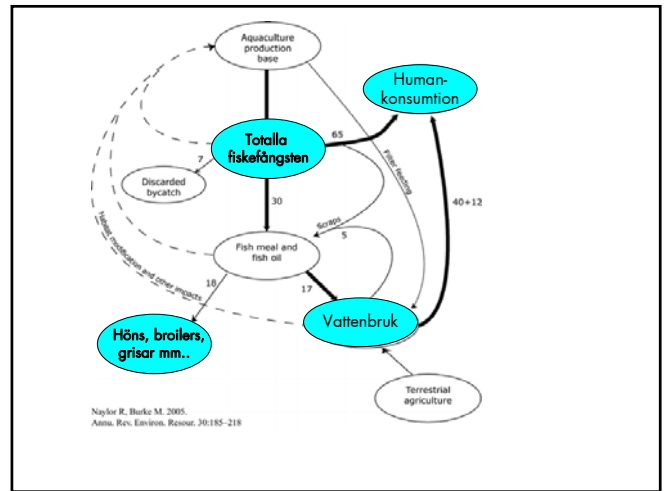 Aquaculture
production
base
Human-
konsumtion
Totalla
fiskefångsten
65
7
Filter feeding
Discarded
bycatch
30
40+12
Scraps
5
Habitat modification and other impacts
Fish meal and
fish oil
18
17
Höns, broilers,
grisar mm..
Vattenbruk
Terrestrial
agriculture
Naylor R, Burke M. 2005.
Annu. Rev. Environ. Resour. 30:185–218